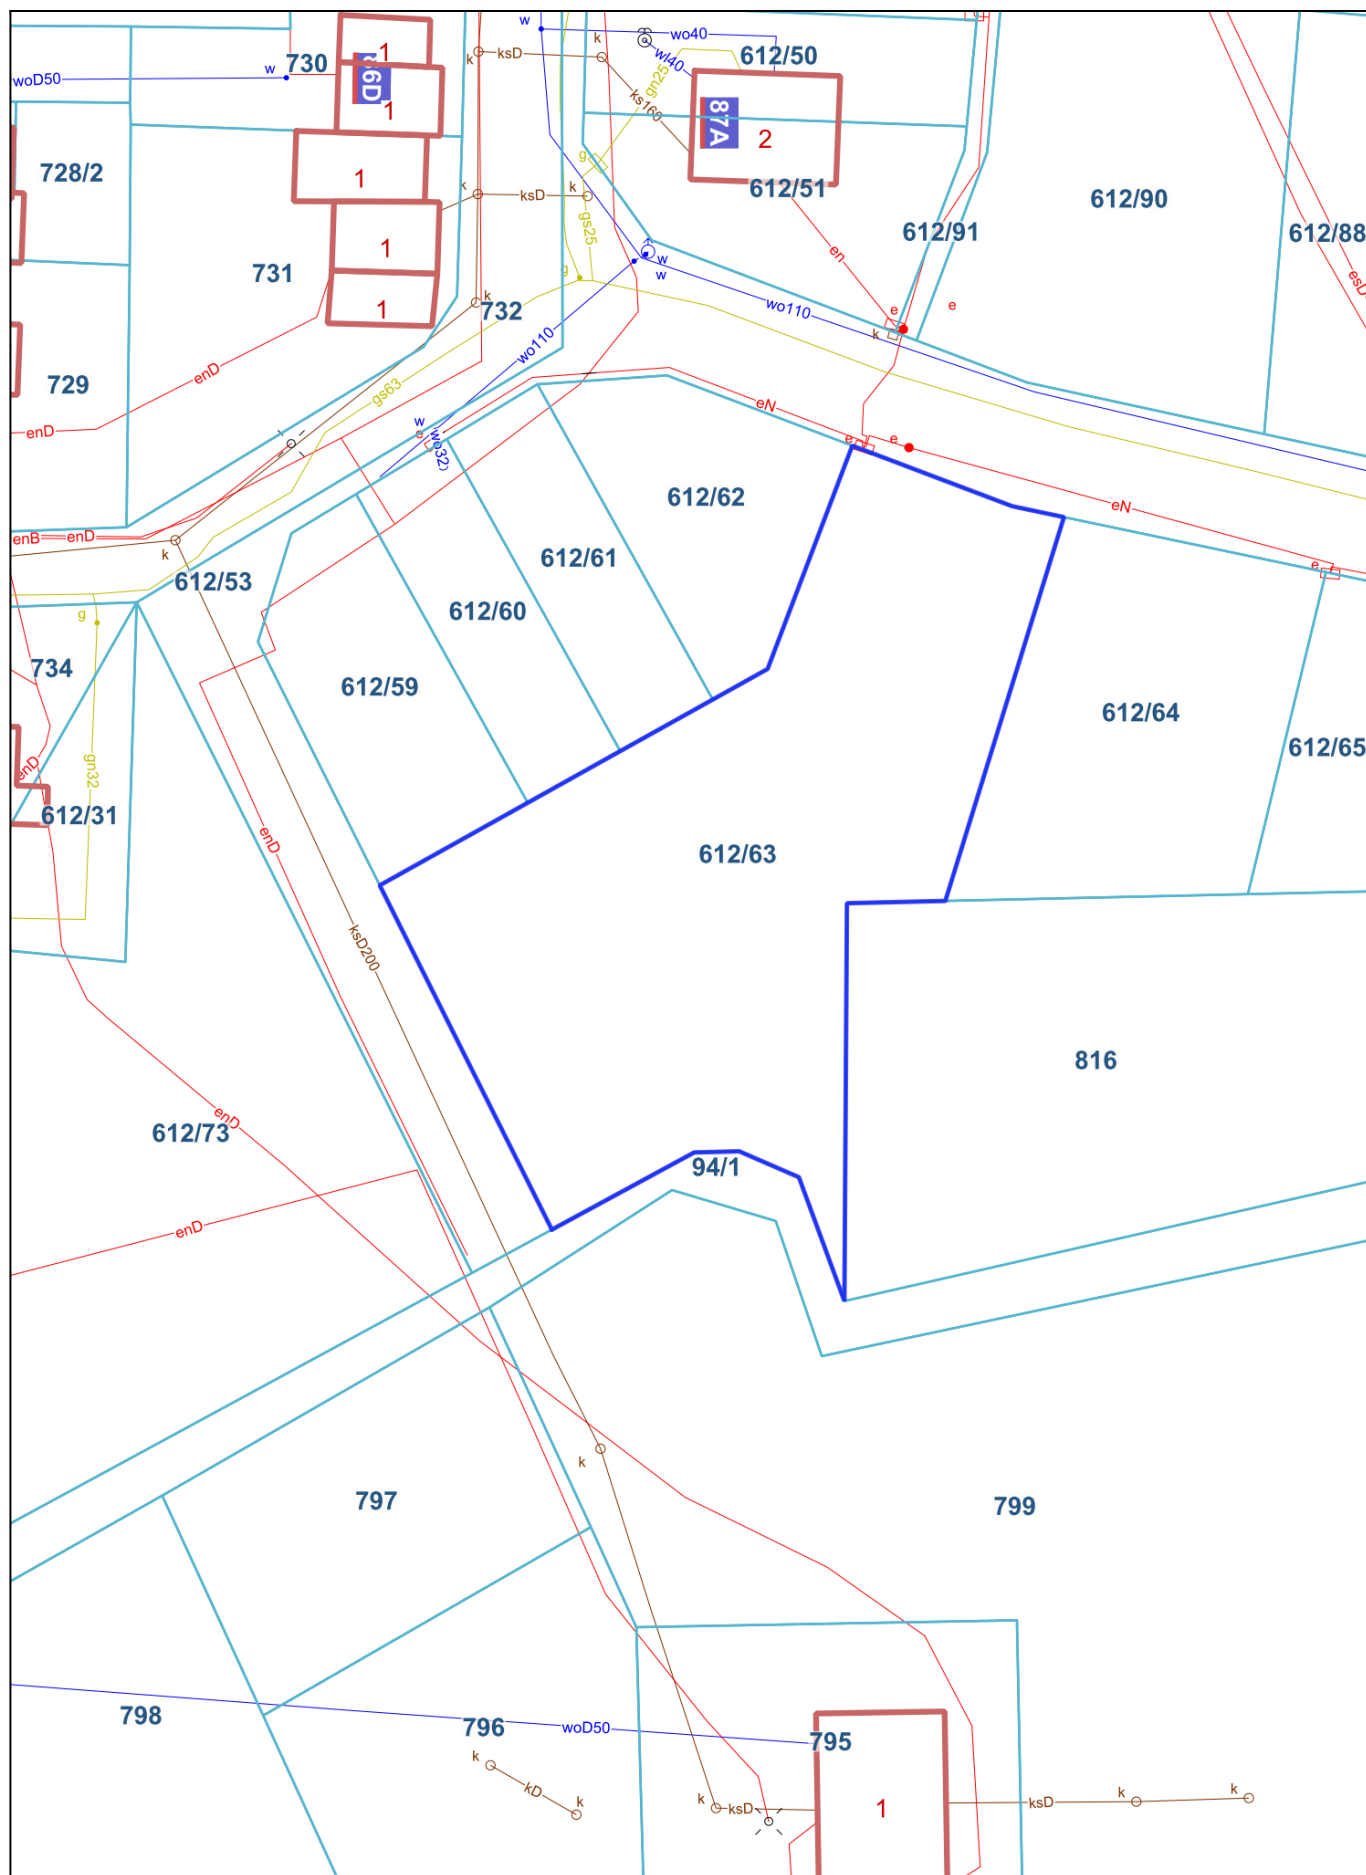 w
wo40
k
ksD
k
612/50
1
730
w
woD50
86D
1
wl40
gn25
ks160
87A
2
728/2
1
g
k
ksD
k
gs25
612/51
612/90
612/91
612/88
en
1
731
g
w
w
esD
1
k
732
wo110
wo110
e
e
k
729
enD
gs63
eN
enD
w
e
wo32)
e
e
612/62
eN
enB
enD
k
612/61
e
612/53
g
612/60
734
612/59
612/64
612/65
enD
gn32
612/31
enD
612/63
ksD200
816
enD
612/73
94/1
enD
k
797
799
798
796
woD50
795
k
kD
k
k
ksD
1
ksD
k
k